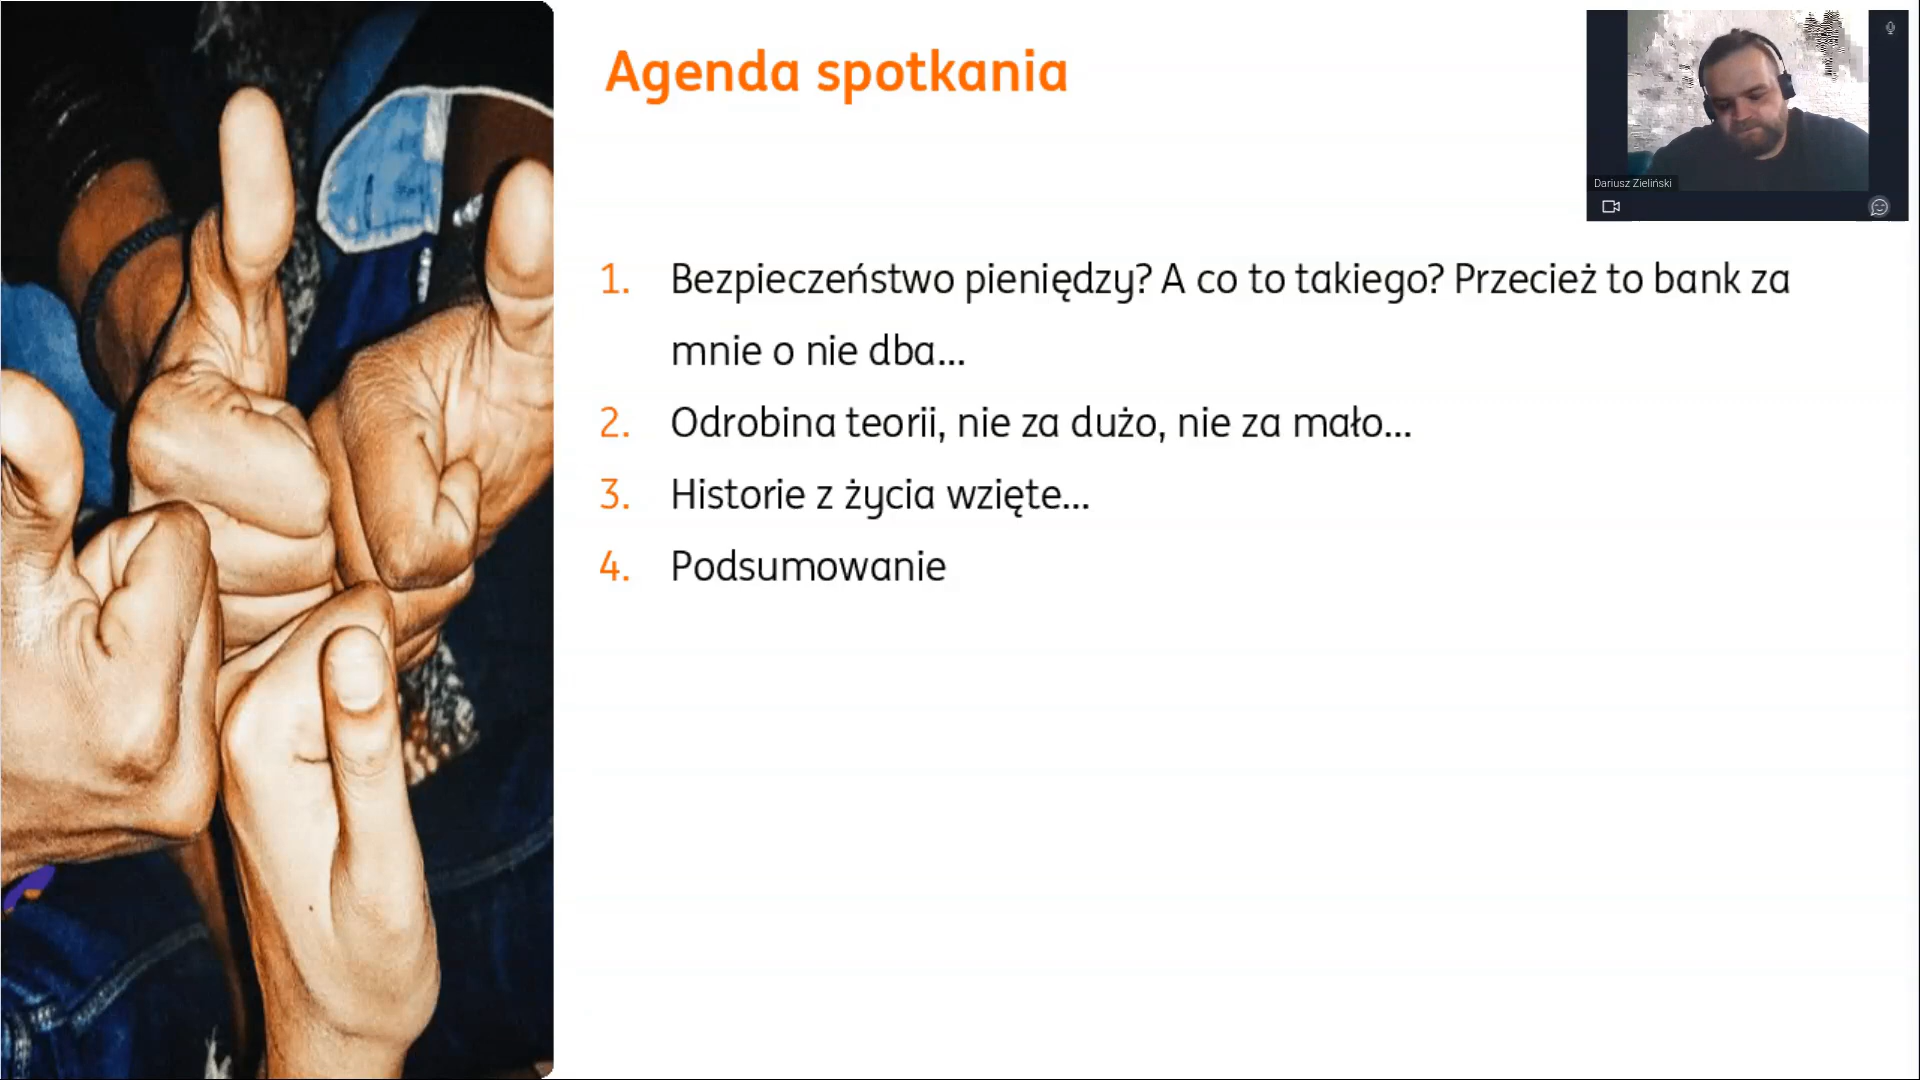 Agenda spotkania
Dariusz Zieliński
1. Bezpieczeństwo pieniędzy? A co to takiego? Przecież to bank za
mnie o nie dba...
2. Odrobina teorii, nie za dużo, nie za mało...
3. Historie z życia wzięte...
4. Podsumowanie